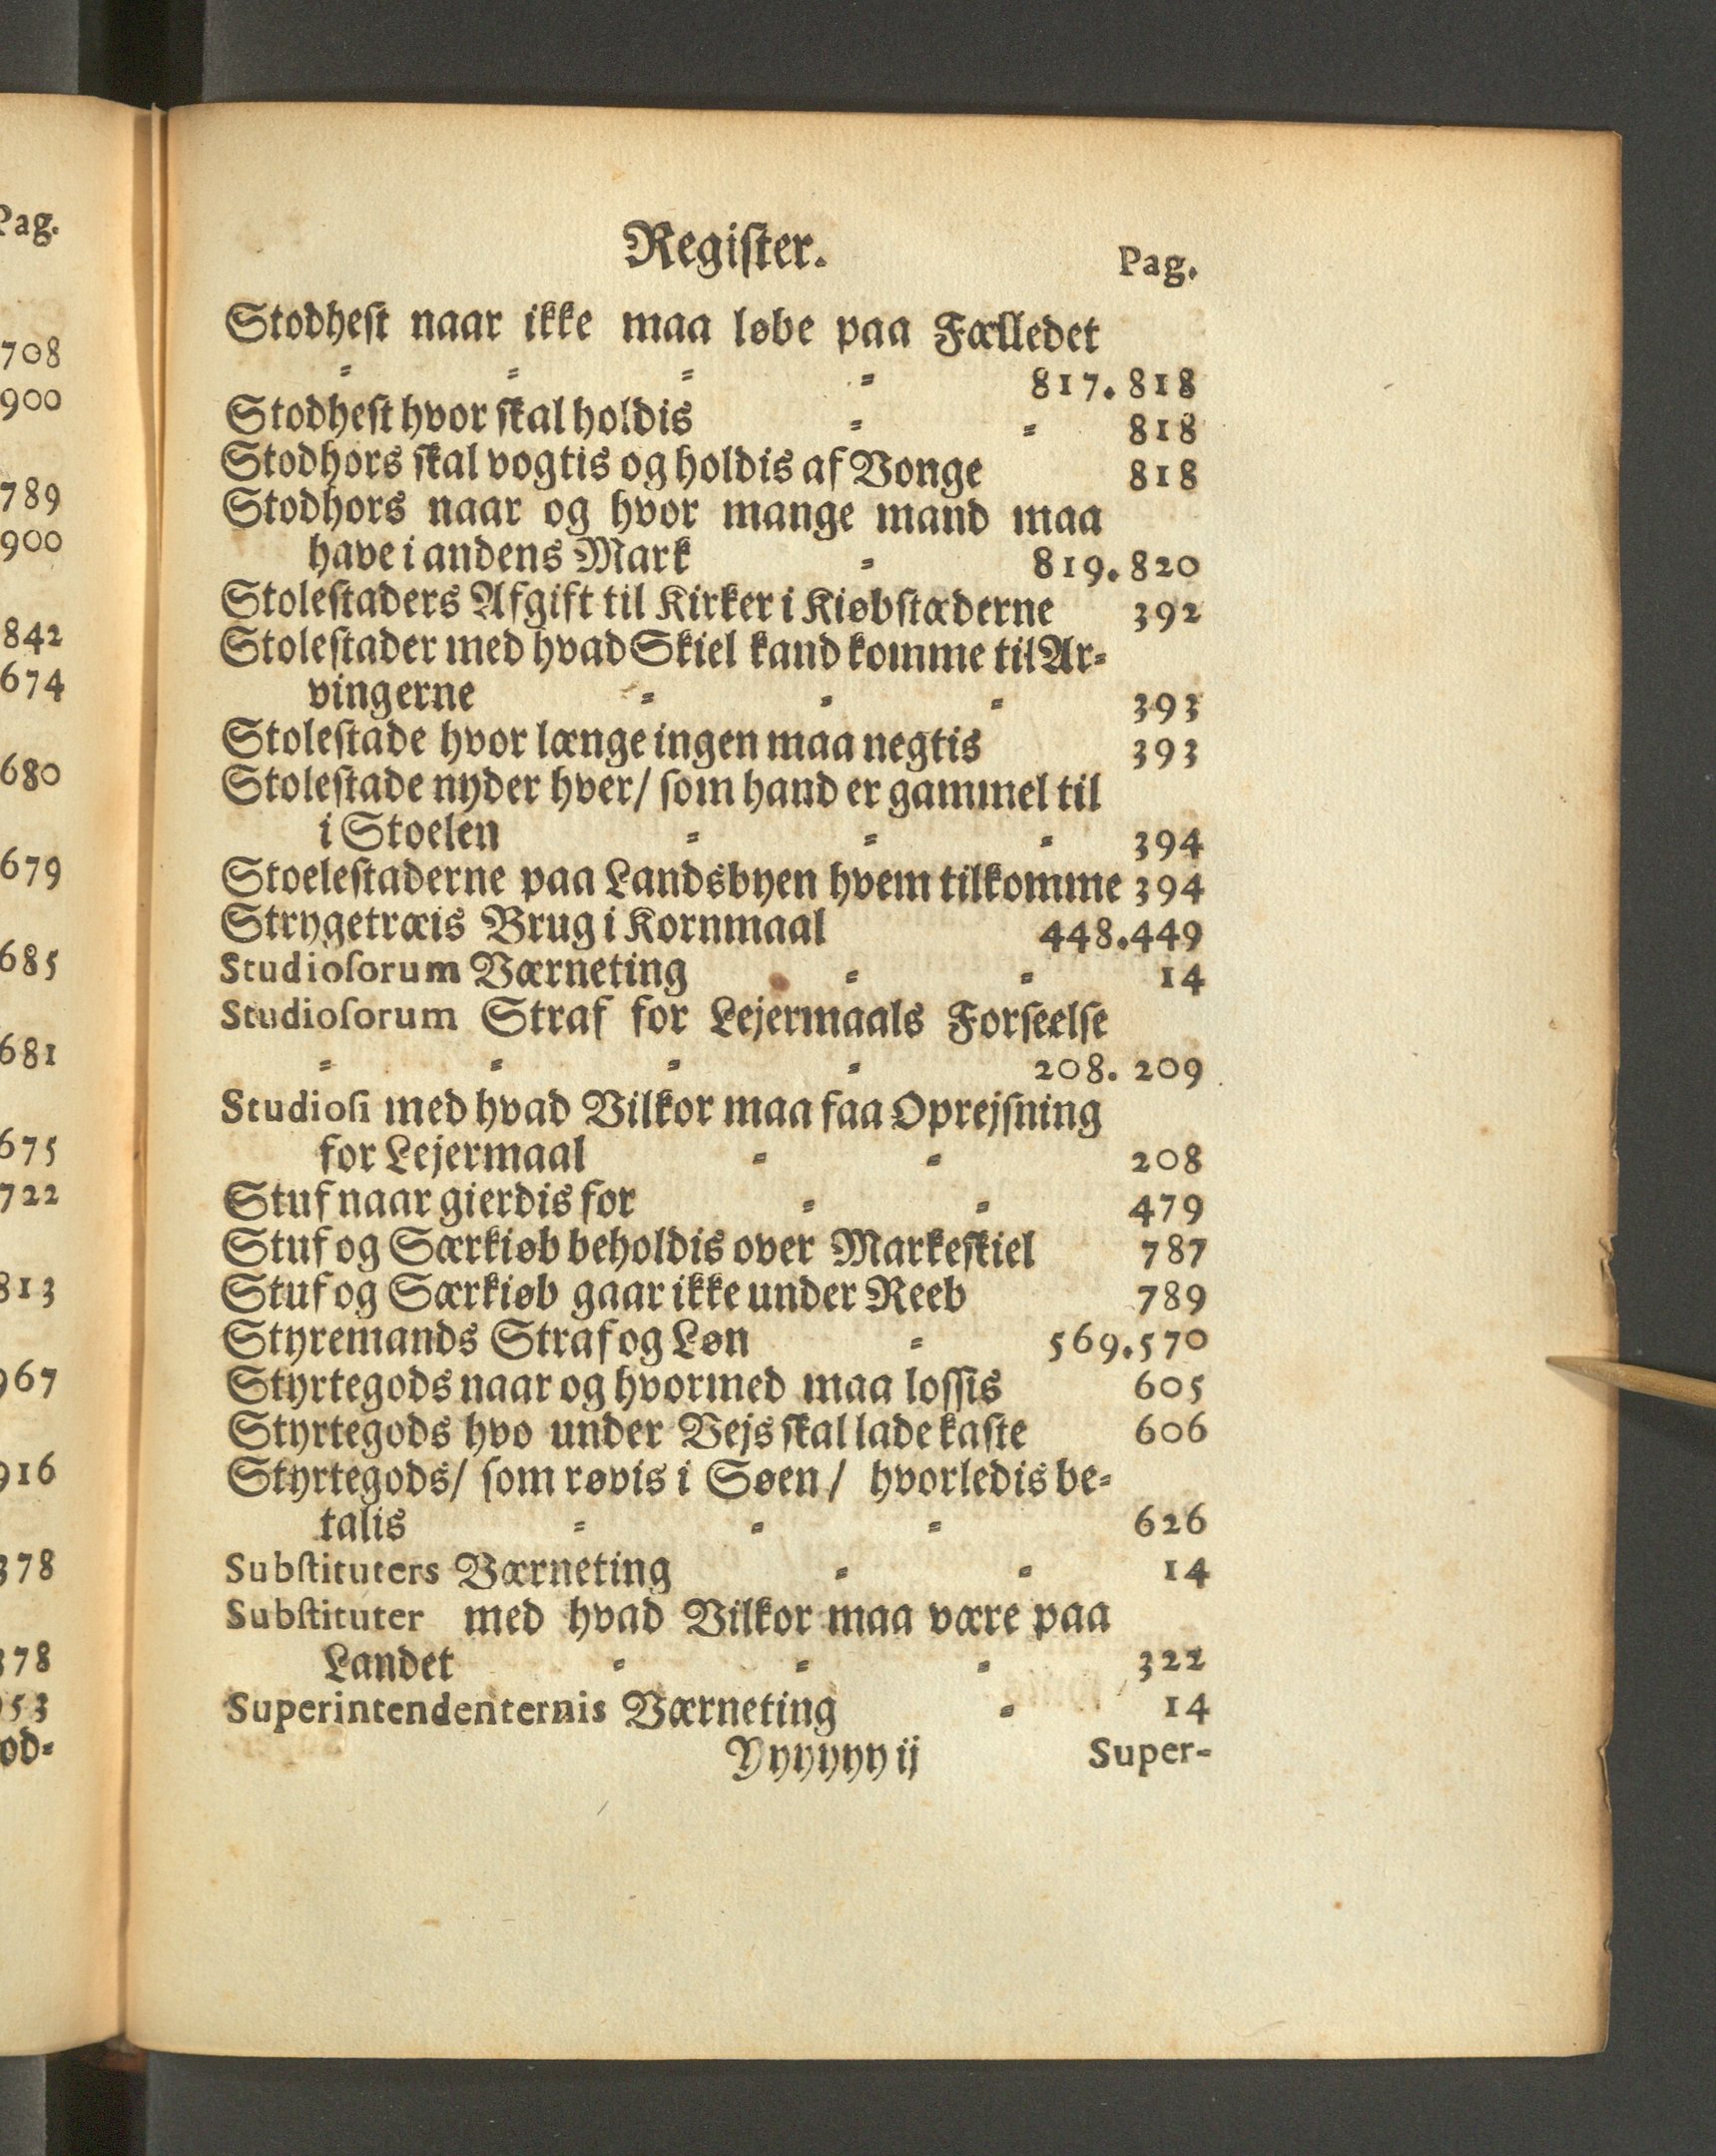 Pag.
708
900
789
900
842
674
680
679
685
681
675
722
813
967
916
378
378
953
od⸗
Regiſter.
Pag.
Stodheſt naar ikke maa løbe paa Fælledet
⸗ ⸗ ⸗ ⸗ 817. 818
Stodheſt hvor ſkal holdis ⸗ ⸗ 818
Stodhors ſkal vogtis og holdis af Vonge 818
Stodhors naar og hvor mange mand maa
have i andens Mark ⸗ 819. 820
Stoleſtaders Afgift til Kirker i Kiøbſtæderne 392
Stoleſtader med hvad Skiel kand komme til Ar⸗
vingerne ⸗ ⸗ ⸗ 393
Stoleſtade hvor længe ingen maa negtis 393
Stoleſtade nyder hver/ ſom hand er gammel til
i Stoelen ⸗ ⸗ ⸗ 394
Stoeleſtaderne paa Landsbyen hvem tilkomme 394
Strygetræis Brug i Kornmaal 448.449
Studioſorum Værneting ⸗ ⸗ 14
Studioſorum Straf for Lejermaals Forſeelſe
⸗ ⸗ ⸗ ⸗ 208. 209
Studioſi med hvad Vilkor maa faa Oprejſning
for Lejermaal ⸗ ⸗ 208
Stuf naar gierdis for ⸗ ⸗ 479
Stuf og Særkiøb beholdis over Markeſkiel 787
Stuf og Særkiøb gaar ikke under Reeb 789
Styremands Straf og Løn ⸗ 569.570
Styrtegods naar og hvormed maa loſſis 605
Styrtegods hvo under Vejs ſkal lade kaſte 606
Styrtegods/ ſom røvis i Søen/ hvorledis be⸗
talis ⸗ ⸗ ⸗ 626
Subſtituters Værneting ⸗ ⸗ 14
Subſtituter med hvad Vilkor maa være paa
Landet ⸗ ⸗ ⸗ 322
Superintendenternis Værneting ⸗ 14
Yyyyyy ij Super-